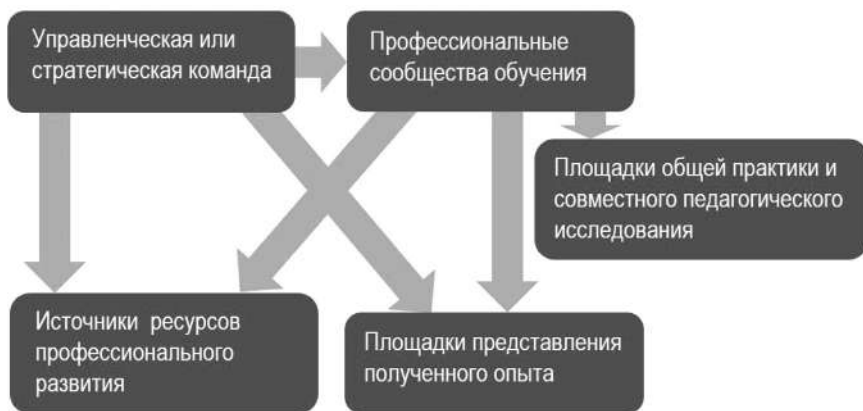 Управленческая или
стратегическая команда
Профессиональные
сообщества обучения
Площадки общей практики и
совместного педагогического
исследования
Источники ресурсов
профессионального
развития
Площадки представления
полученного опыта